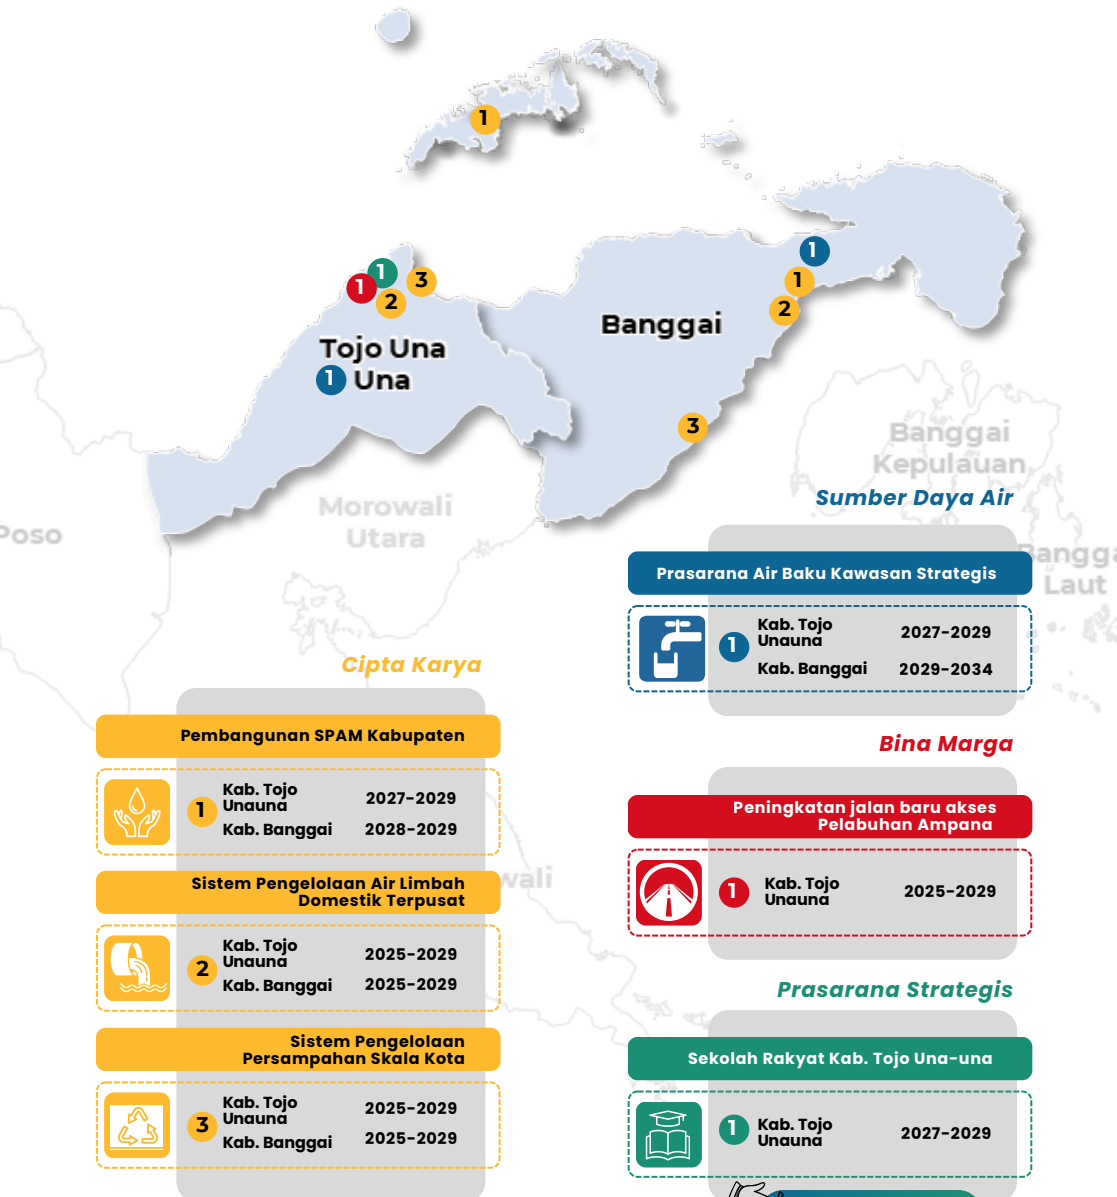 1
1
1
3
1
2
1
1
2
Banggai
Tojo Una
1
Una
3
Banggai
Kepulauan
Morowali
Utara
Poso
Laut
Sumber Daya Air
Prasarana Air Baku Kawasan Strategis
1
Kab. Tojo
Unauna
2027-2029
Kab. Banggai
2029-2034
Cipta Karya
Pembangunan SPAM Kabupaten
1
Kab. Tojo
Unauna
2027-2029
Kab. Banggai
2028-2029
Sistem Pengelolaan Air Limbah
Domestik Terpusat
2
Kab. Tojo
Unauna
2025-2029
Kab. Banggai
2025-2029
Sistem Pengelolaan
Persampahan Skala Kota
3
Kab. Tojo
Unauna
2025-2029
Kab. Banggai
2025-2029
Bina Marga
Peningkatan jalan baru akses
Pelabuhan Ampana
1
Kab. Tojo
Unauna
2025-2029
Prasarana Strategis
Sekolah Rakyat Kab. Tojo Una-una
1
Kab. Tojo
Unauna
2027-2029